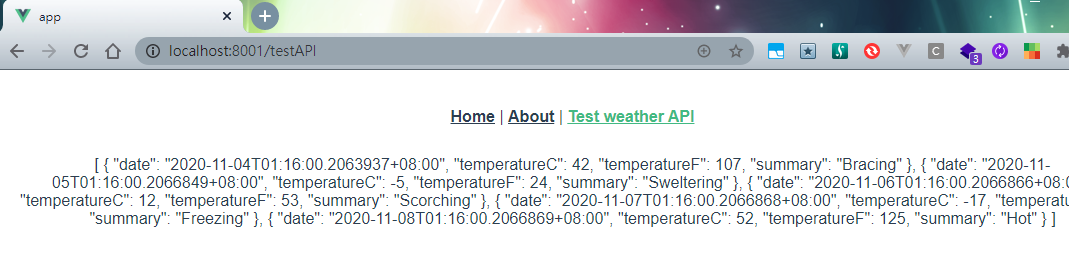 app
localhost:8001/testAPI
C
3
Home | About | Test weather API
[ { "date": "2020-11-04T01:16:00.2063937+08:00", "temperatureC": 42, "temperatureF": 107, "summary": "Bracing" }, { "date": "2020-11-
05T01:16:00.2066849+08:00", "temperatureC": -5, "temperatureF": 24, "summary": "Sweltering" }, { "date": "2020-11-06T01:16:00.2066866+08:0
"temperatureC": 12, "temperatureF": 53, "summary": "Scorching" }, { "date": "2020-11-07T01:16:00.2066868+08:00", "temperatureC": -17, "temperat
"summary": "Freezing" }, { "date": "2020-11-08T01:16:00.2066869+08:00", "temperatureC": 52, "temperatureF": 125, "summary": "Hot" } ]